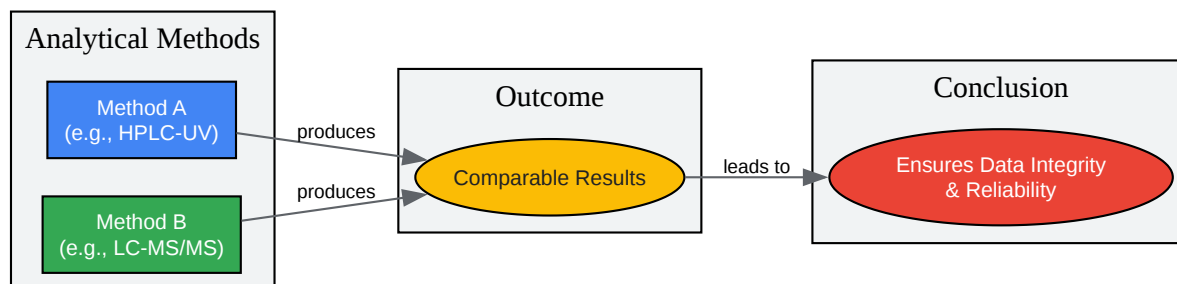 Analytical Methods
Method A
(e.g., HPLC-UV)
Method B
(e.g., LC-MS/MS)
produces
produces
Outcome
Comparable Results
leads to
Conclusion
Ensures Data Integrity
& Reliability